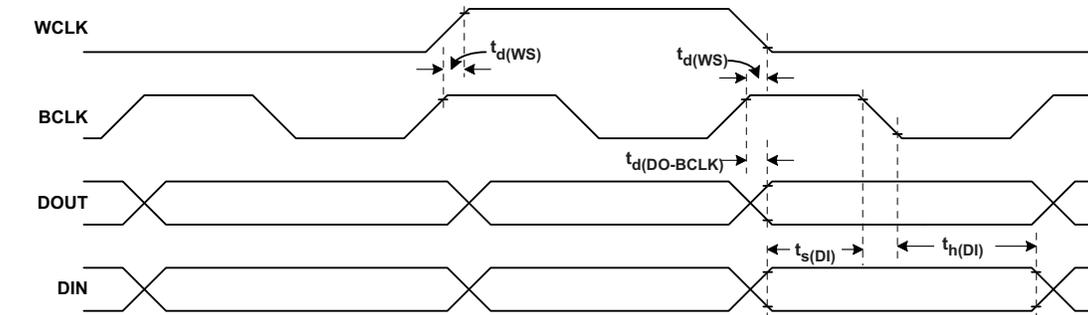 WCLK
t_d(WS) t_d(WS)
BCLK
t_d(DO-BCLK)
DOUT
t_s(DI) t_h(DI)
DIN